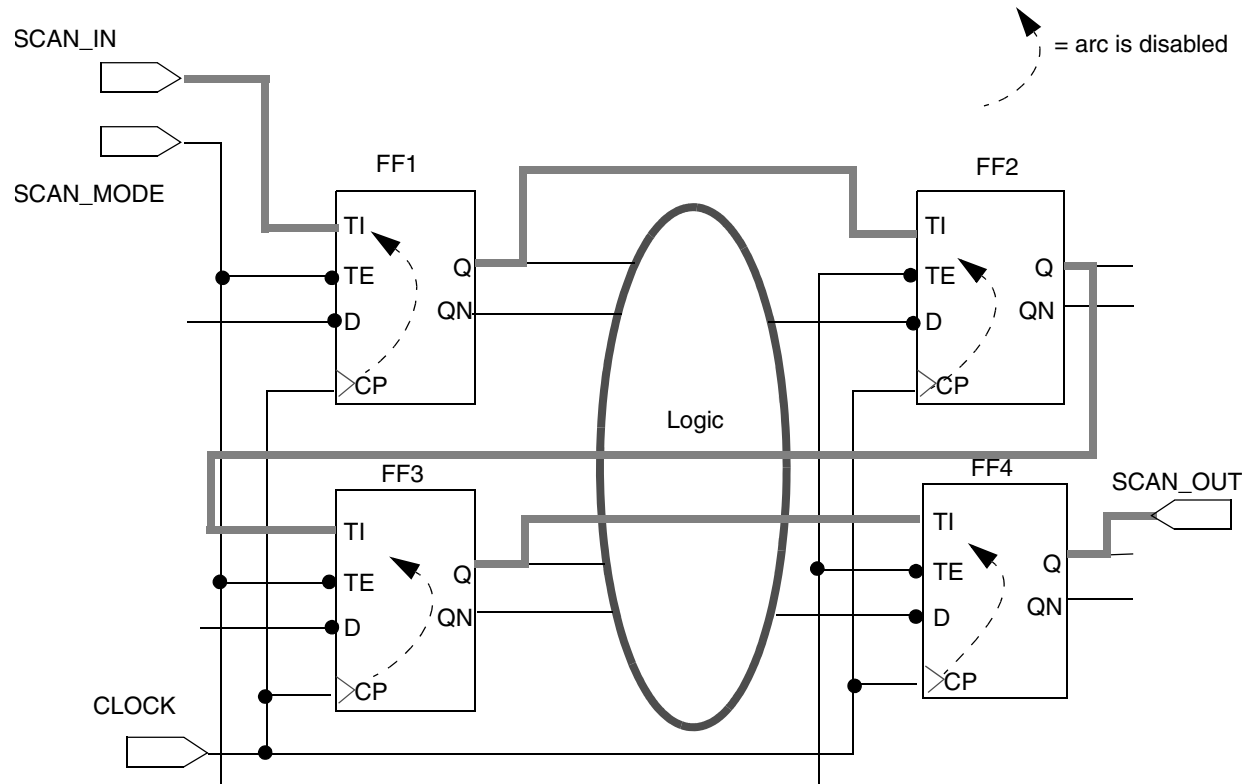 SCAN_IN
= arc is disabled
SCAN_MODE
FF1
FF2
TI
TE
D
CP
Q
QN
TI
TE
D
CP
Q
QN
Logic
FF3
FF4
SCAN_OUT
TI
TE
D
CP
Q
QN
TI
TE
D
CP
Q
QN
CLOCK